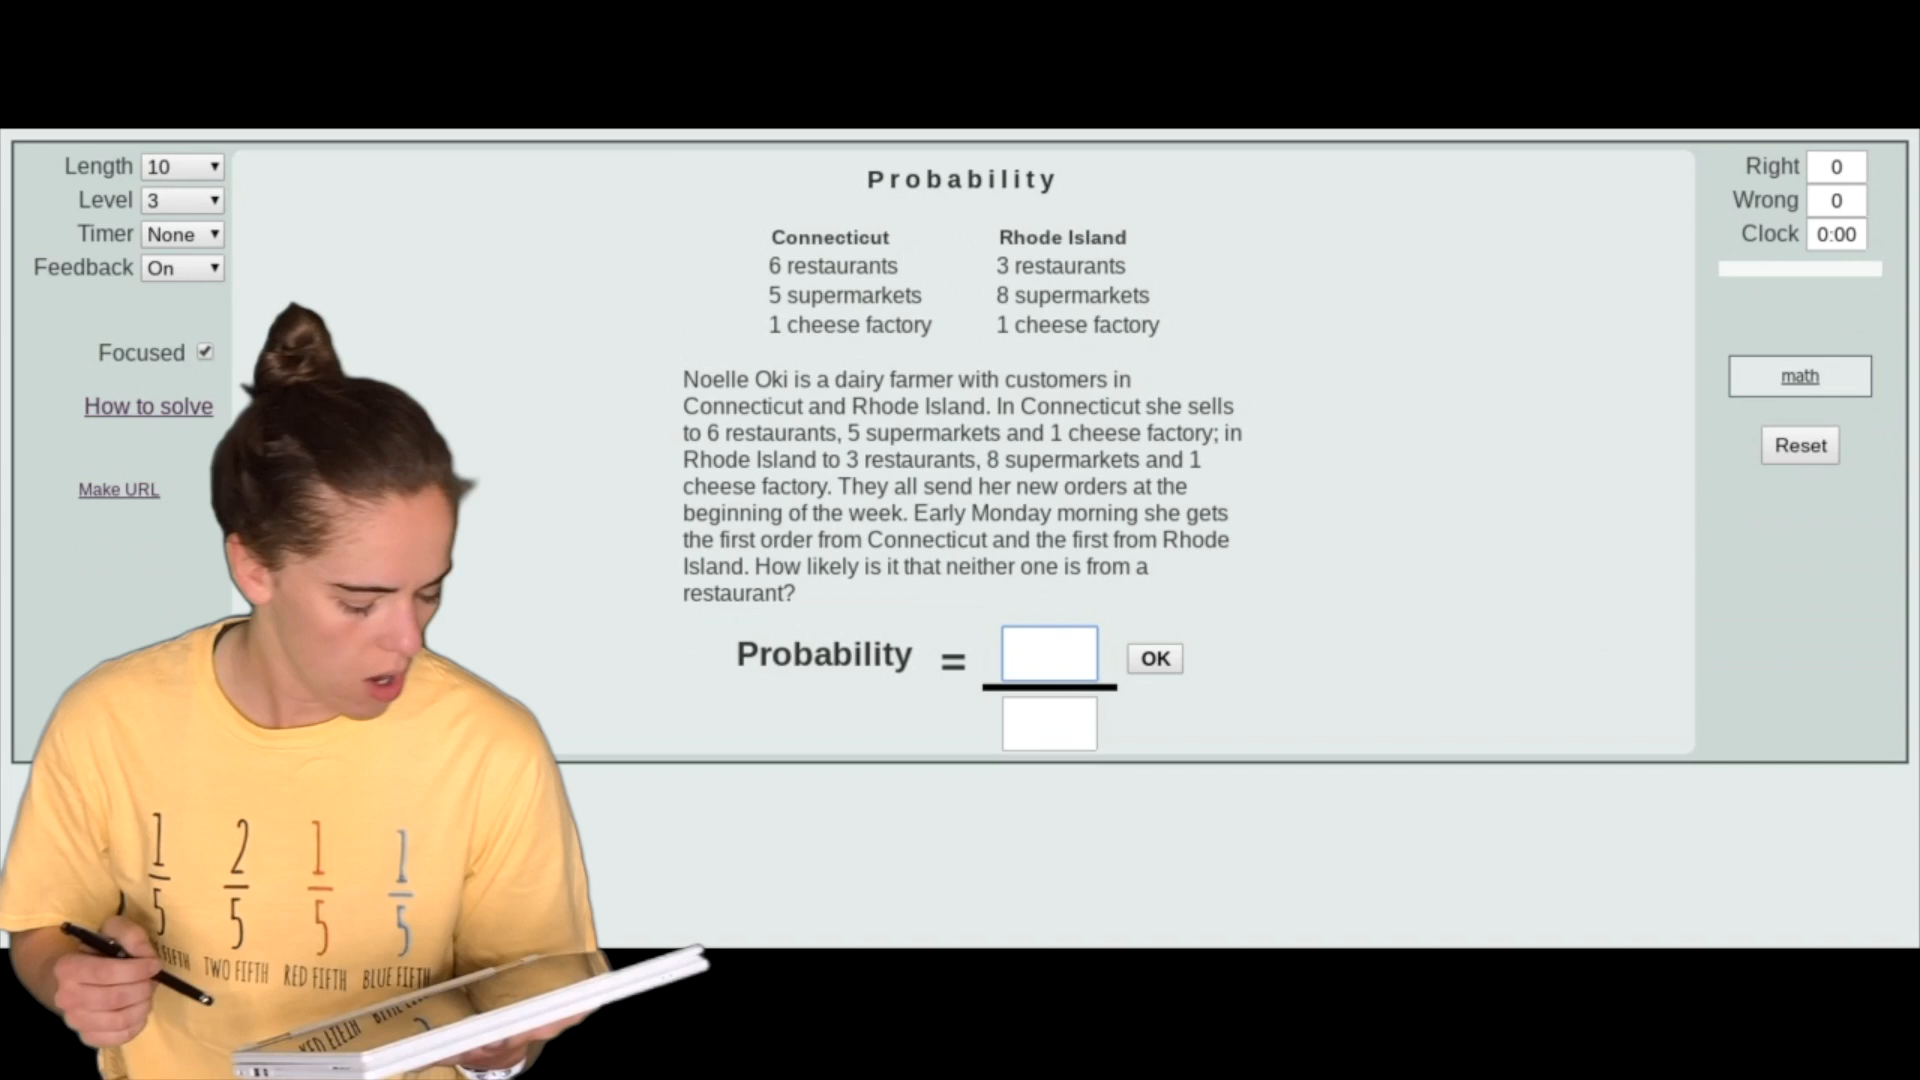 Length 10
Level 3
Timer None
Feedback On
Focused
How to solve
Make URL
Probability
Connecticut Rhode Island
6 restaurants 3 restaurants
5 supermarkets 8 supermarkets
1 cheese factory 1 cheese factory
Noelle Oki is a dairy farmer with customers in
Connecticut and Rhode Island. In Connecticut she sells
to 6 restaurants, 5 supermarkets and 1 cheese factory; in
Rhode Island to 3 restaurants, 8 supermarkets and 1
cheese factory. They all send her new orders at the
beginning of the week. Early Monday morning she gets
the first order from Connecticut and the first from Rhode
Island. How likely is it that neither one is from a
restaurant?
Probability =
OK
Right 0
Wrong 0
Clock 0:00
math
Reset
1 2 1 1
5 5 5 5
FIFTH TWO FIFTH RED FIFTH BLUE FIFTH